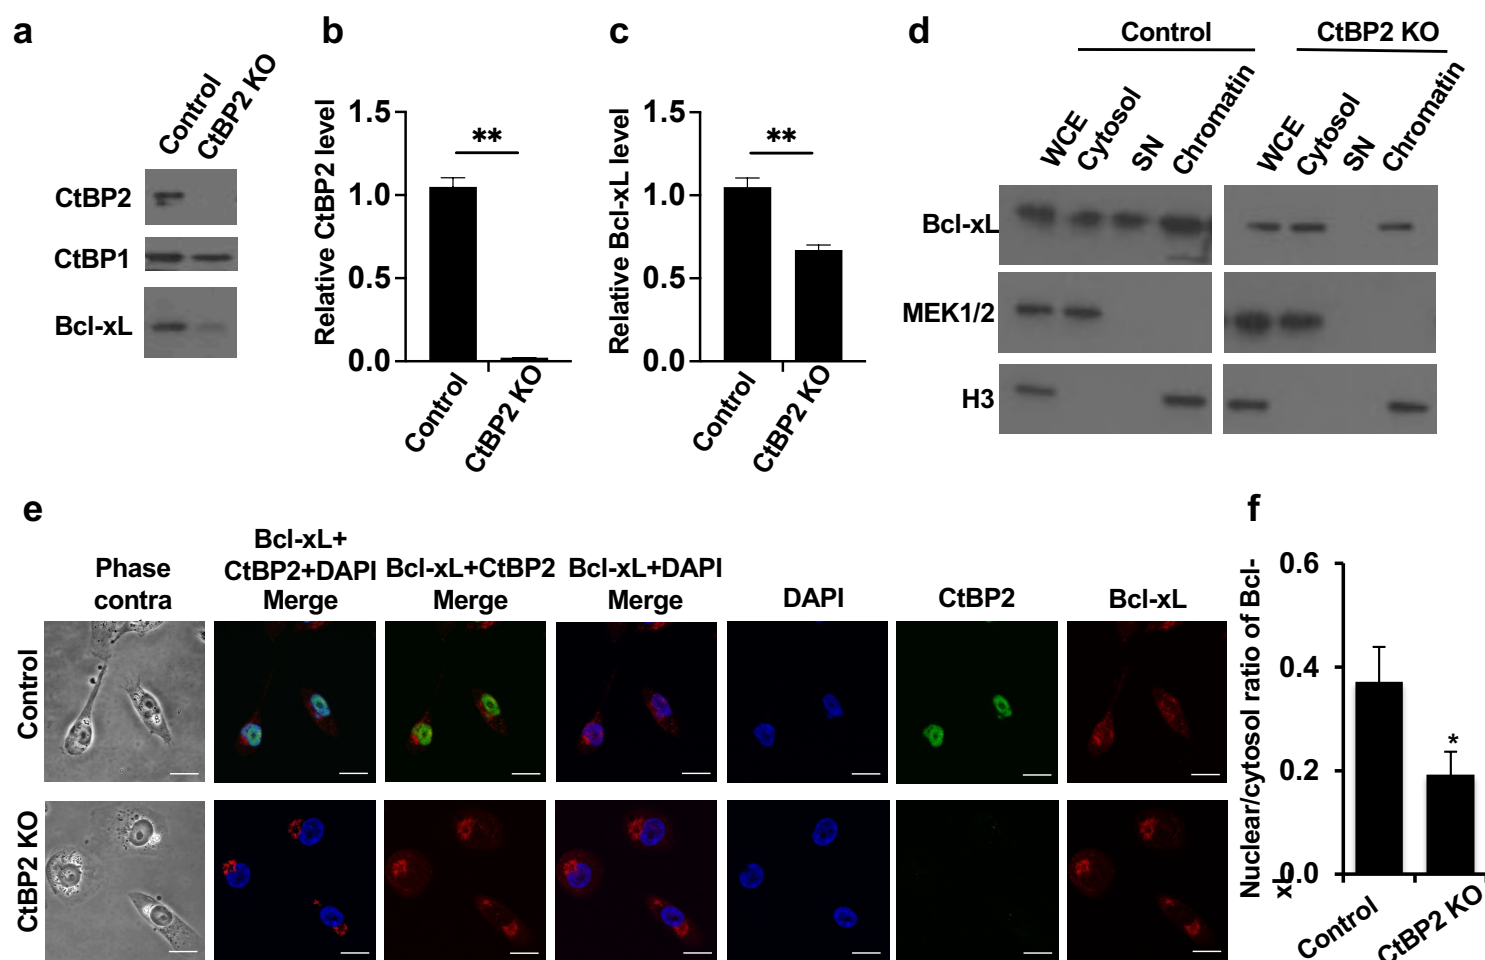 a
Control
CtBP2 KO
CtBP2
CtBP1
Bcl-xL
b
Relative CtBP2 level
1.5
1.0
0.5
0.0
**
Control
CtBP2 KO
c
Relative Bcl-xL level
1.5
1.0
0.5
0.0
**
Control
CtBP2 KO
d
Control
CtBP2 KO
WCE
Cytosol
SN
Chromatin
WCE
Cytosol
SN
Chromatin
Bcl-xL
MEK1/2
H3
e
Phase
contra
Bcl-xL+
CtBP2+DAPI
Merge
Bcl-xL+CtBP2
Merge
Bcl-xL+DAPI
Merge
DAPI
CtBP2
Bcl-xL
Control
CtBP2 KO
f
Nuclear/cytosol ratio of Bcl-
xL
0.6
0.4
0.2
0.0
*
Control
CtBP2 KO